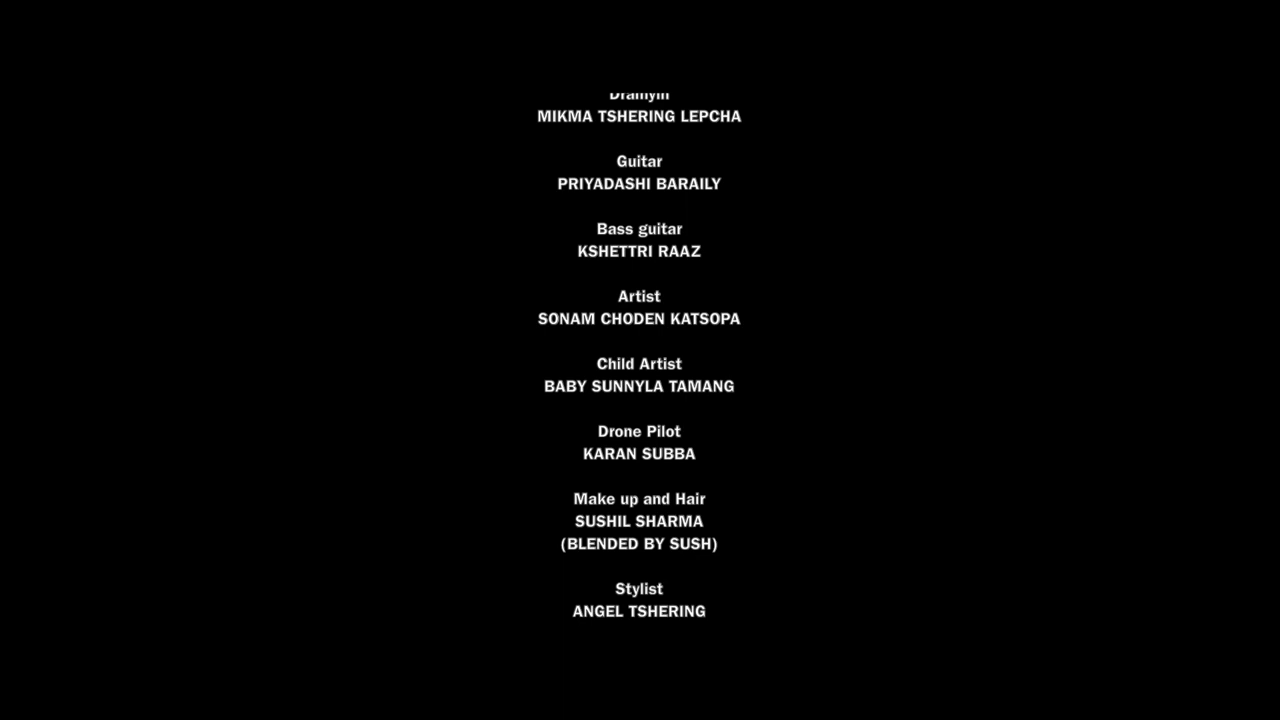 Dramyin
MIKMA TSHERING LEPCHA
Guitar
PRIYADASHI BARAILY
Bass guitar
KSHETTRI RAAZ
Artist
SONAM CHODEN KATSOPA
Child Artist
BABY SUNNYLA TAMANG
Drone Pilot
KARAN SUBBA
Make up and Hair
SUSHIL SHARMA
(BLENDED BY SUSH)
Stylist
ANGEL TSHERING